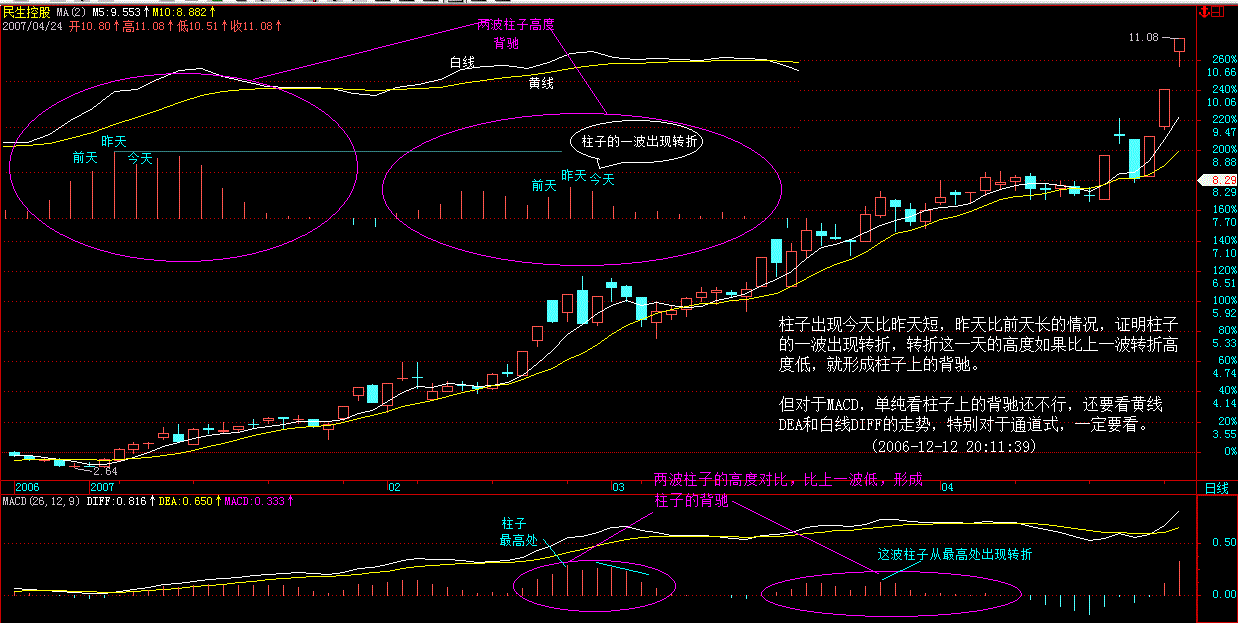 民生控股 MA(2) M5:9.553↑M10:8.882↑
2007/04/24 开10.80↑高11.08↑低10.51↑收11.08↑
两波柱子高度
背驰
白线
黄线
11.08
昨天
前天
今天
柱子的一波出现转折
昨天
前天
今天
260%
10.66
240%
10.06
220%
9.47
200%
8.88
8.29
8.29
160%
7.70
140%
7.10
120%
6.51
100%
5.92
80%
5.33
60%
4.74
40%
4.14
20%
3.55
0%
柱子出现今天比昨天短，昨天比前天长的情况，证明柱子
的一波出现转折，转折这一天的高度如果比上一波转折高
度低，就形成柱子上的背驰。
但对于MACD，单纯看柱子上的背驰还不行，还要看黄线
DEA和白线DIFF的走势，特别对于通道式，一定要看。
(2006-12-12 20:11:39)
2.64
2006
2007
02
03
04
日线
两波柱子的高度对比，比上一波低，形成
柱子的背驰
MACD(26,12,9) DIFF:0.816↑DEA:0.650↑MACD:0.333↑
柱子
最高处
这波柱子从最高处出现转折
0.50
0.00